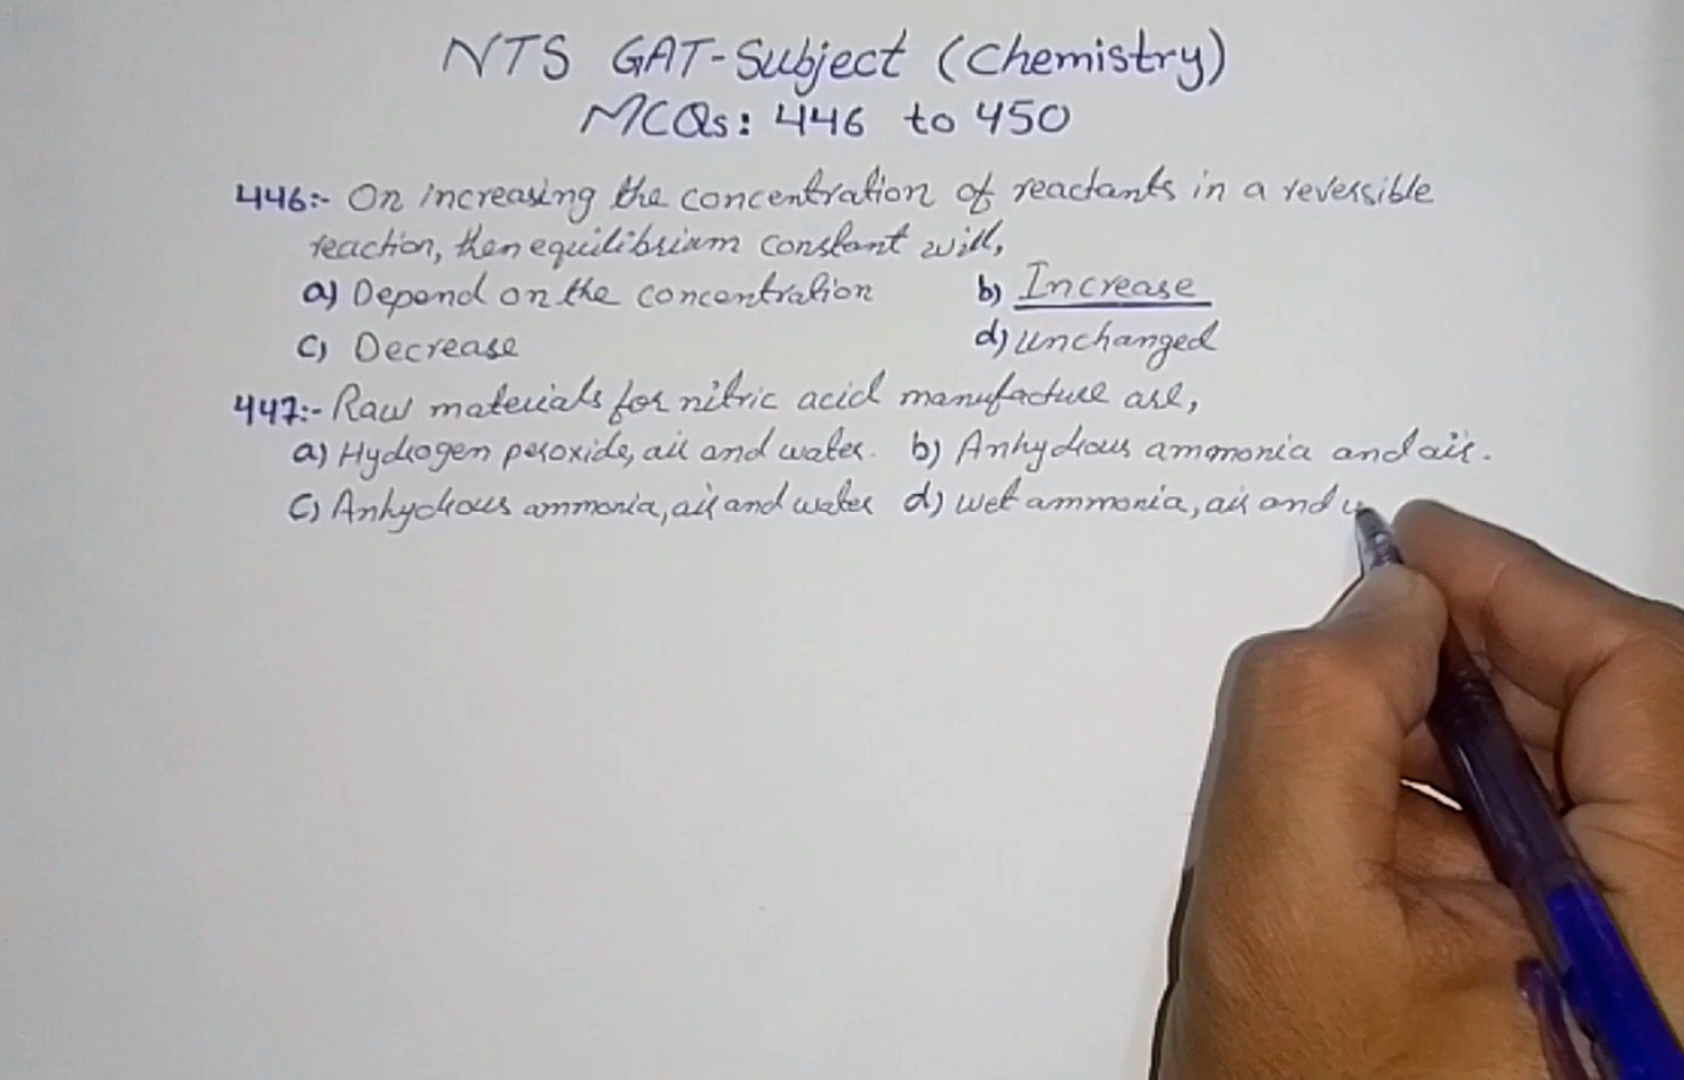 NTS GAT-Subject (Chemistry)
MCQs: 446 to 450
446:- On increasing the concentration of reactants in a reversible
reaction, then equilibrium constant will,
a) Depend on the concentration b) Increase
c) Decrease d) unchanged
447:- Raw materials for nitric acid manufacture are,
a) Hydrogen peroxide, air and water. b) Anhydrous ammonia and air.
c) Anhydrous ammonia, air and water d) wet ammonia, air and